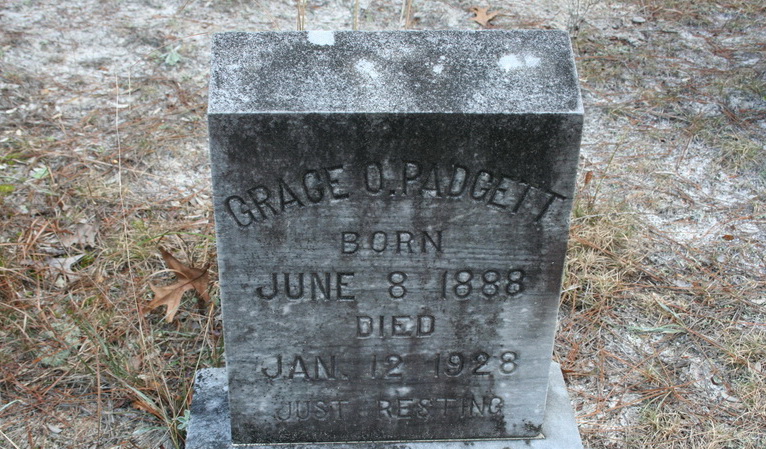 GRACE O. PADGETT
BORN
JUNE 8 1888
DIED
JAN. 12 1928
JUST RESTING